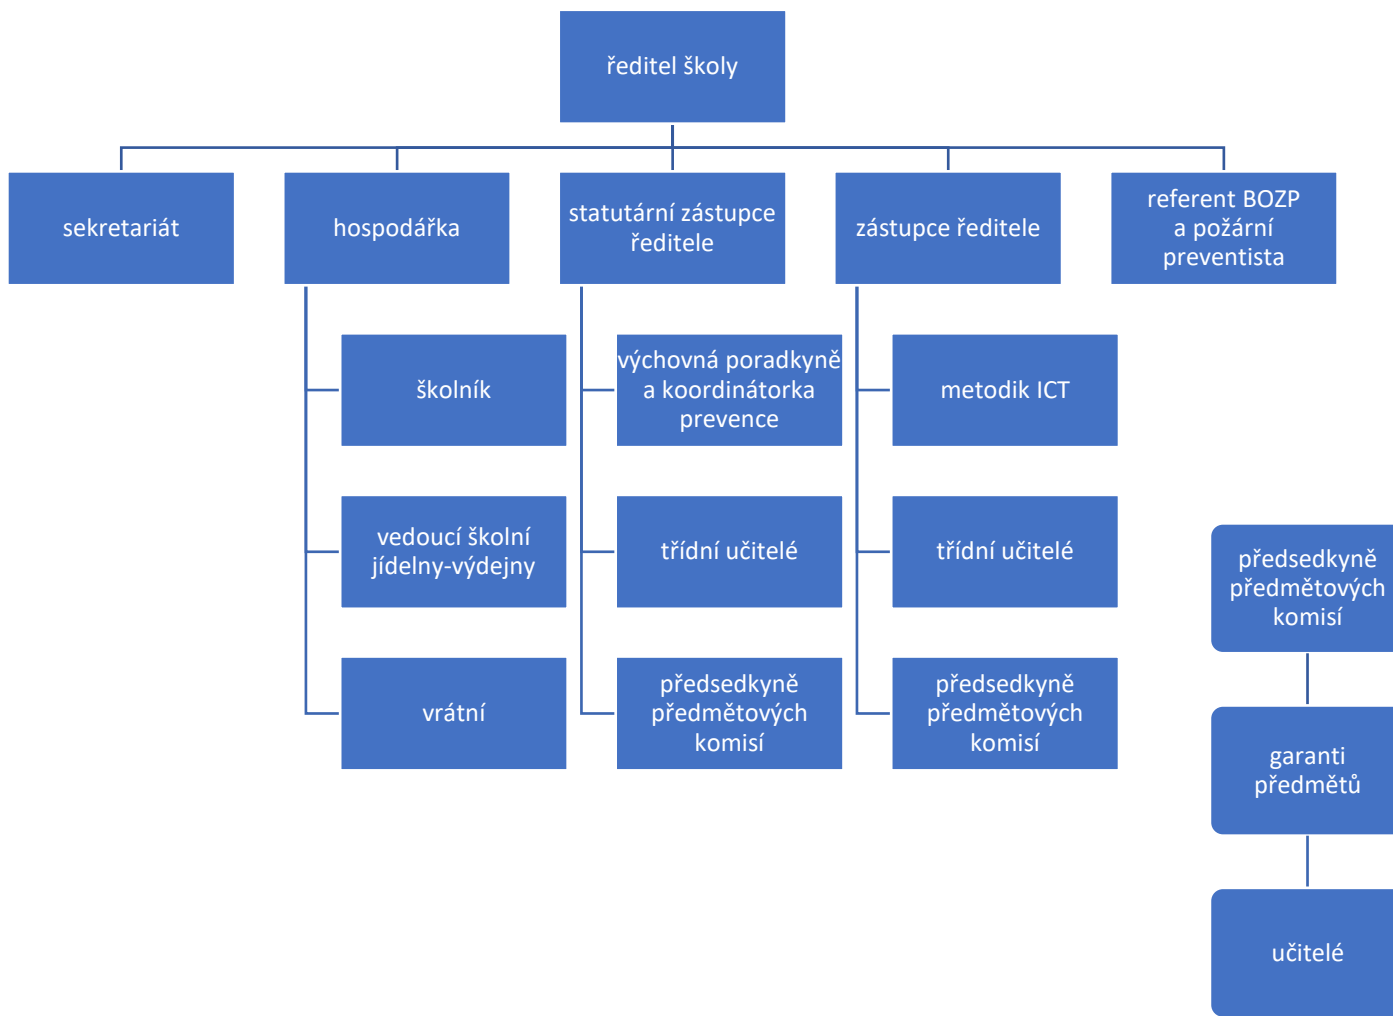 ředitel školy
sekretariát
hospodářka
statutární zástupce
ředitele
zástupce ředitele
referent BOZP
a požární
preventista
školník
výchovná poradkyně
a koordinátorka
prevence
metodik ICT
vedoucí školní
jídelny-výdejny
třídní učitelé
třídní učitelé
vrátní
předsedkyně
předmětových
komisí
předsedkyně
předmětových
komisí
předsedkyně
předmětových
komisí
garanti
předmětů
učitelé